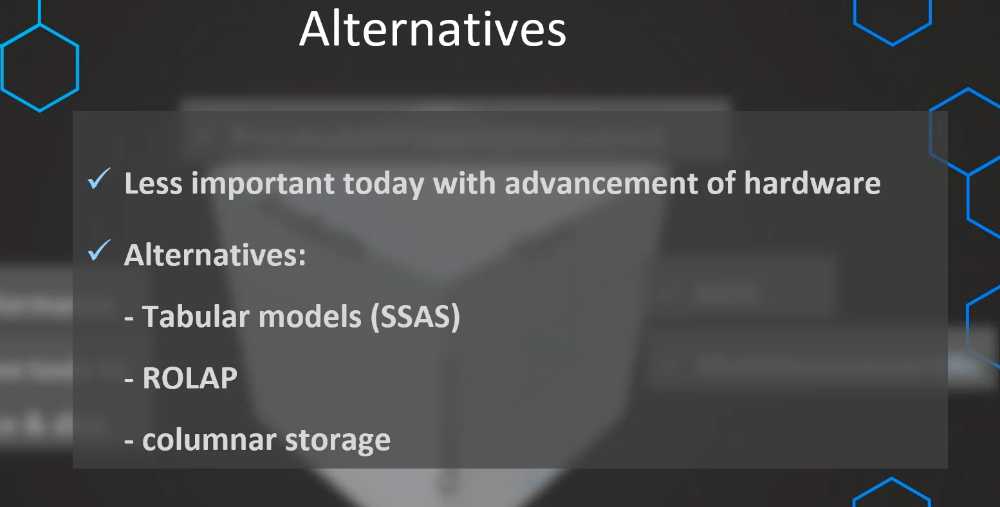 Alternatives
✓ Less important today with advancement of hardware
✓ Alternatives:
- Tabular models (SSAS)
- ROLAP
- columnar storage